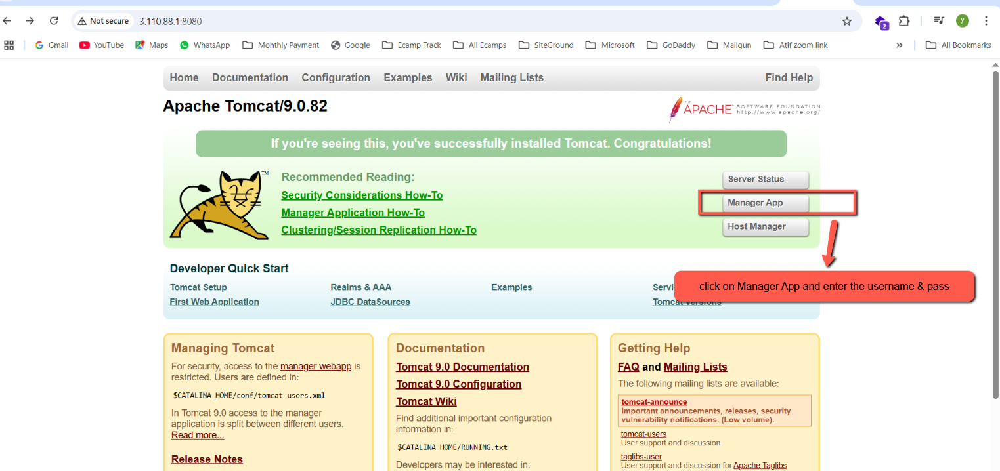 Not secure 3.110.88.1:8080 2 y
Gmail YouTube Maps WhatsApp Monthly Payment Google Ecamp Track All Ecamps SiteGround Microsoft GoDaddy Mailgun Atif zoom link » All Bookmarks
Home Documentation Configuration Examples Wiki Mailing Lists Find Help
Apache Tomcat/9.0.82
THE APACHE SOFTWARE FOUNDATION
http://www.apache.org/
If you're seeing this, you've successfully installed Tomcat. Congratulations!
TM
Recommended Reading:
Security Considerations How-To
Manager Application How-To
Clustering/Session Replication How-To
Server Status
Manager App
Host Manager
click on Manager App and enter the username & pass
Developer Quick Start
Tomcat Setup
First Web Application
Realms & AAA
JDBC DataSources
Examples
Servl
Tomcat Versions
Managing Tomcat
For security, access to the manager webapp is
restricted. Users are defined in:
$CATALINA_HOME/conf/tomcat-users.xml
In Tomcat 9.0 access to the manager
application is split between different users.
Read more...
Release Notes
Documentation
Tomcat 9.0 Documentation
Tomcat 9.0 Configuration
Tomcat Wiki
Find additional important configuration
information in:
$CATALINA_HOME/RUNNING.txt
Developers may be interested in:
Getting Help
FAQ and Mailing Lists
The following mailing lists are available:
tomcat-announce
Important announcements, releases, security
vulnerability notifications. (Low volume).
tomcat-users
User support and discussion
taglibs-user
User support and discussion for Apache Taglibs